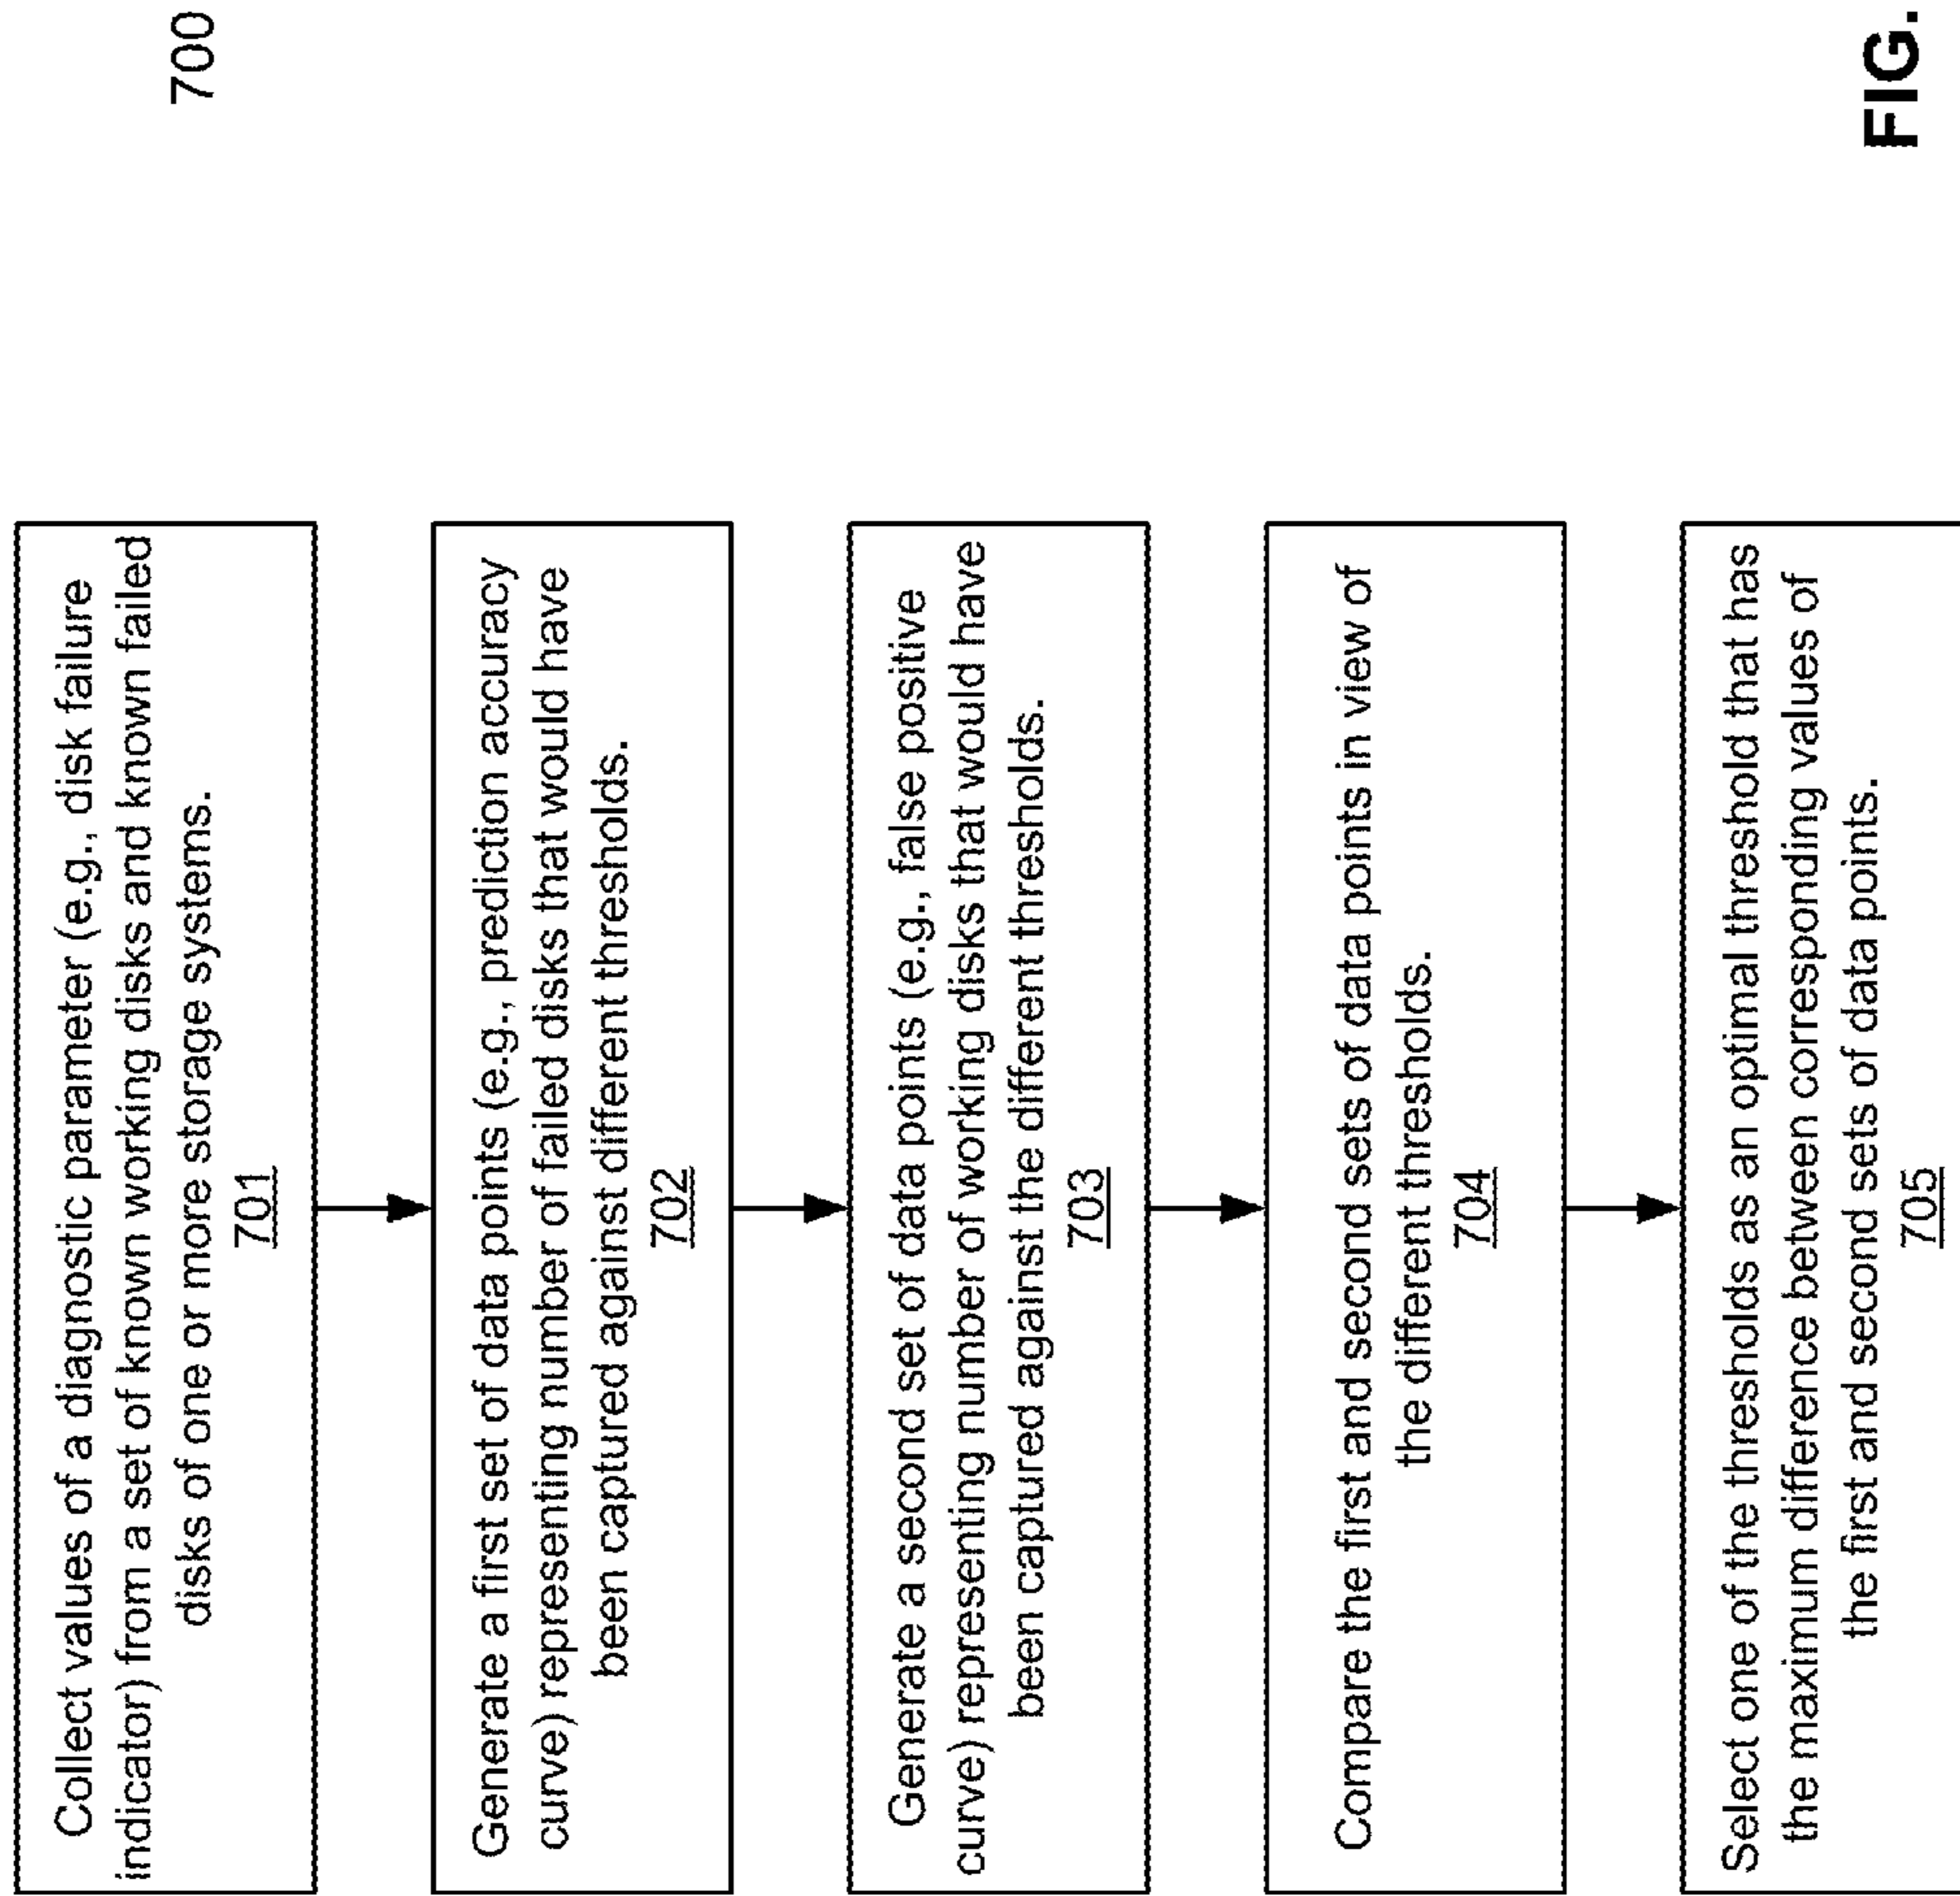 Collect values of a diagnostic parameter (e.g., disk failure
indicator) from a set of known working disks and known failed
disks of one or more storage systems.
701
Generate a first set of data points (e.g., prediction accuracy
curve) representing number of failed disks that would have
been captured against different thresholds.
702
Generate a second set of data points (e.g., false positive
curve) representing number of working disks that would have
been captured against the different thresholds.
703
Compare the first and second sets of data points in view of
the different thresholds.
704
Select one of the thresholds as an optimal threshold that has
the maximum difference between corresponding values of
the first and second sets of data points.
705
700
FIG.